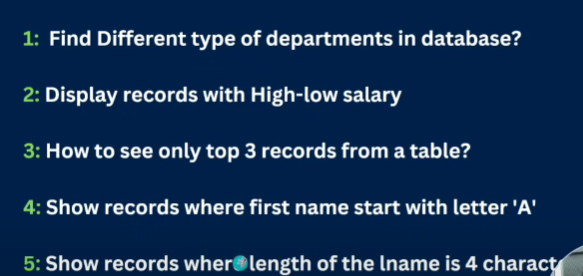 1: Find Different type of departments in database?
2: Display records with High-low salary
3: How to see only top 3 records from a table?
4: Show records where first name start with letter 'A'
5: Show records wher length of the lname is 4 charact